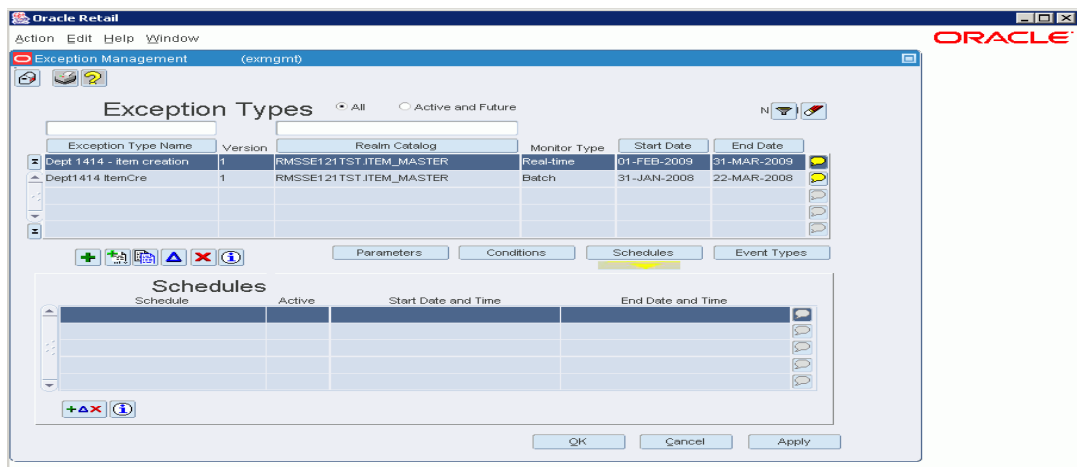 Oracle Retail
Action Edit Help Window
ORACLE
Exception Management (exmgmt)
Exception Types All Active and Future N
Exception Type Name Version Realm Catalog Monitor Type Start Date End Date
Dept 1414 - item creation 1 RMSSE121TST.ITEM_MASTER Real-time 01-FEB-2009 31-MAR-2009
Dept1414 ItemCre 1 RMSSE121TST.ITEM_MASTER Batch 31-JAN-2008 22-MAR-2008
Parameters Conditions Schedules Event Types
Schedules
Schedule Active Start Date and Time End Date and Time
OK Cancel Apply